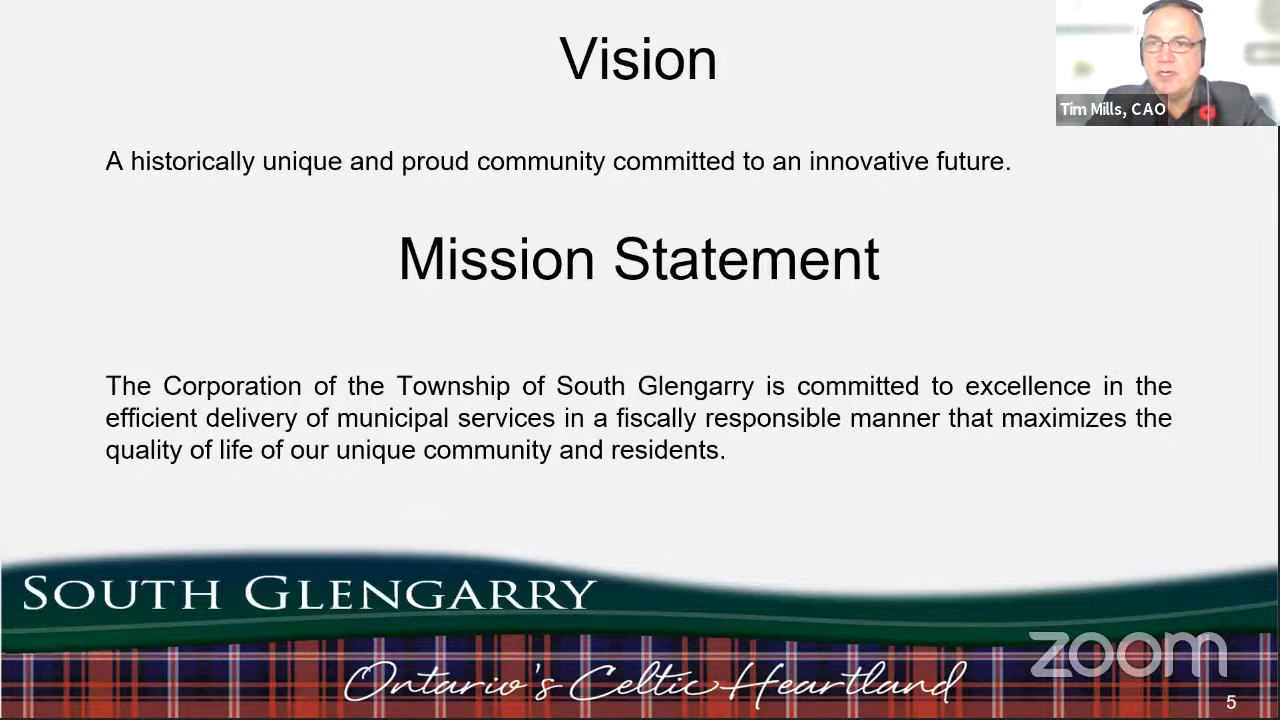 Vision
Tim Mills, CAO
A historically unique and proud community committed to an innovative future.
Mission Statement
The Corporation of the Township of South Glengarry is committed to excellence in the
efficient delivery of municipal services in a fiscally responsible manner that maximizes the
quality of life of our unique community and residents.
SOUTH GLENGARRY
zoom
Ontario's Celtic Heartland
5